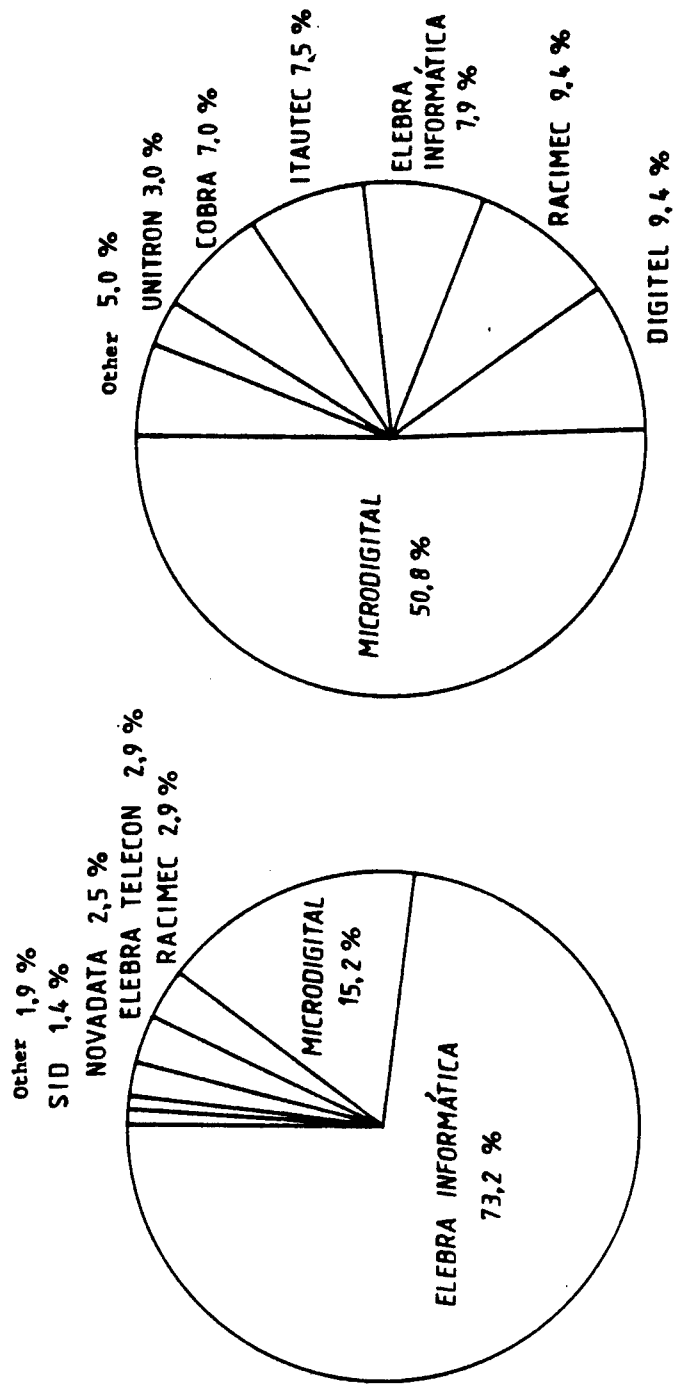 Other 1,9 %
SID 1,4 %
NOVADATA 2,5 %
ELEBRA TELECON 2,9 %
RACIMEC 2,9 %
MICRODIGITAL
15,2 %
ELEBRA INFORMÁTICA
73,2 %
Other 5,0 %
UNITRON 3,0 %
COBRA 7,0 %
ITAUTEC 7,5 %
ELEBRA
INFORMÁTICA
7,9 %
RACIMEC 9,4 %
DIGITEL 9,4 %
MICRODIGITAL
50,8 %